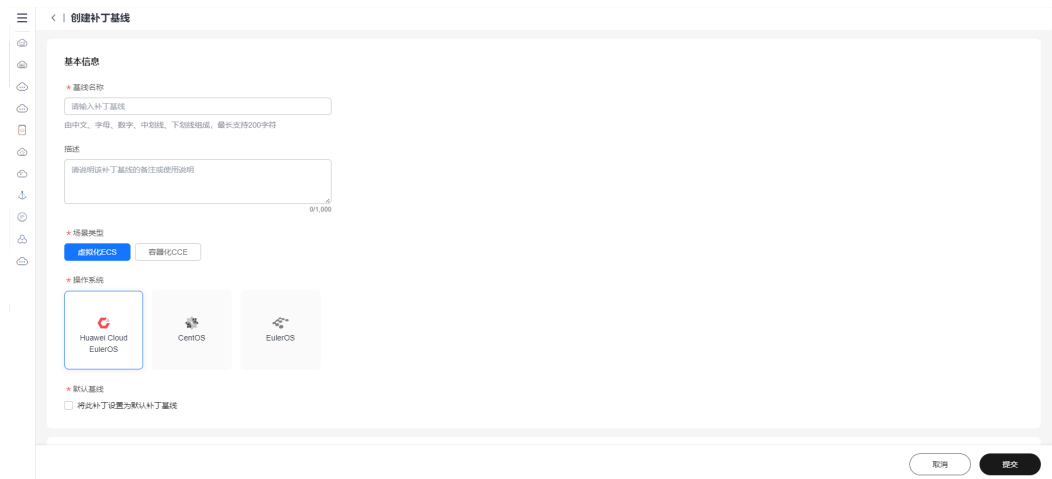 创建补丁基线
基本信息
* 基线名称
请输入补丁基线
由中文、字母、数字、中划线、下划线组成，最长支持200字符
描述
请说明该补丁基线的备注或使用说明
0/1,000
* 场景类型
虚拟化ECS 容器化CCE
* 操作系统
Huawei Cloud EulerOS
CentOS
EulerOS
* 默认基线
将此补丁设置为默认补丁基线
取消 提交